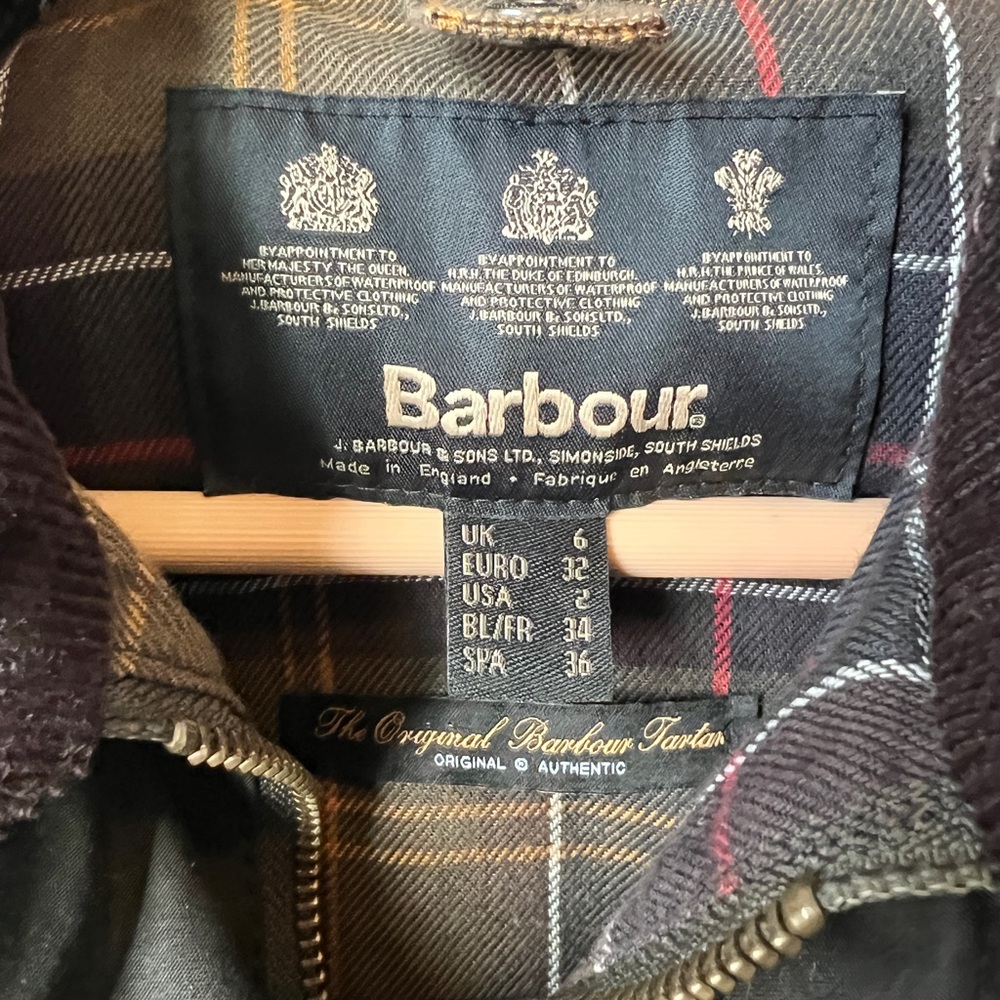 BY APPOINTMENT TO
HER MAJESTY THE QUEEN.
MANUFACTURERS OF WATERPROOF
AND PROTECTIVE CLOTHING
J. BARBOUR & SONS LTD.,
SOUTH SHIELDS
BY APPOINTMENT TO
H.R.H. THE DUKE OF EDINBURGH.
MANUFACTURERS OF WATERPROOF
AND PROTECTIVE CLOTHING
J. BARBOUR & SONS LTD.,
SOUTH SHIELDS
BY APPOINTMENT TO
H.R.H. THE PRINCE OF WALES.
MANUFACTURERS OF WATERPROOF
AND PROTECTIVE CLOTHING
J. BARBOUR & SONS LTD.,
SOUTH SHIELDS
Barbour®
J. BARBOUR & SONS LTD., SIMONSIDE, SOUTH SHIELDS
Made in England • Fabrique en Angleterre
UK 6
EURO 32
USA 2
BL/FR 34
SPA 36
The Original Barbour Tartan
ORIGINAL © AUTHENTIC